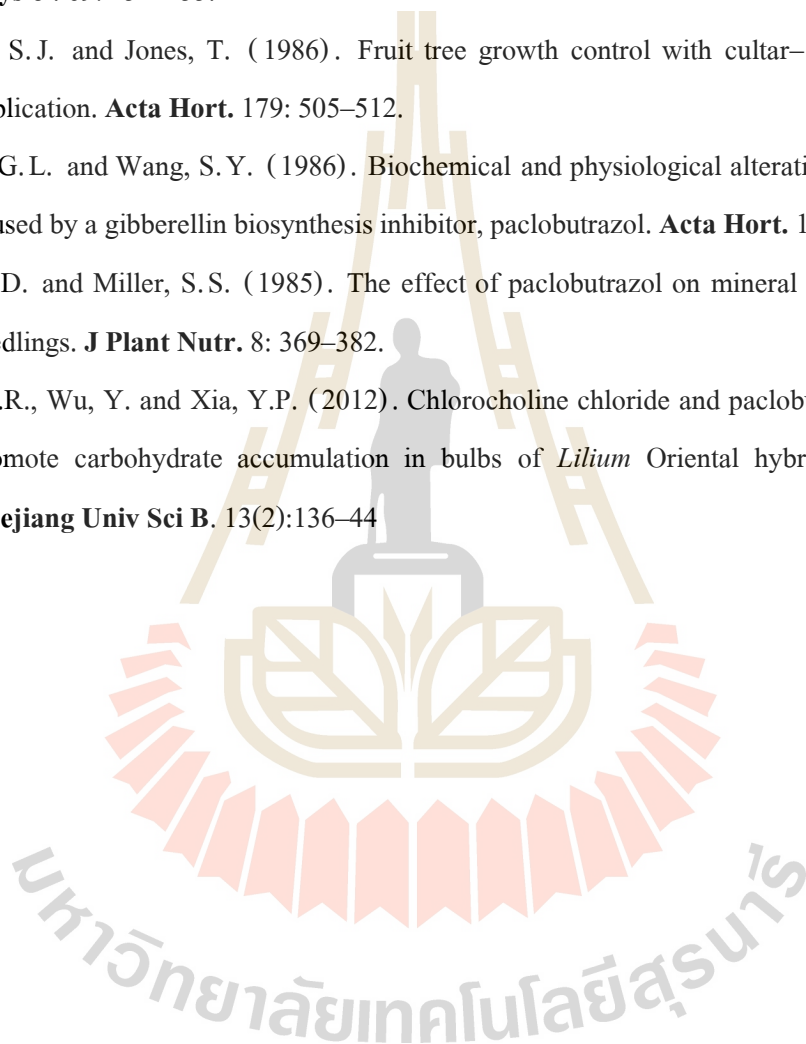 S.J. and Jones, T. (1986). Fruit tree growth control with cultar–
plication. Acta Hort. 179: 505–512.
G.L. and Wang, S.Y. (1986). Biochemical and physiological alterati
used by a gibberellin biosynthesis inhibitor, paclobutrazol. Acta Hort. 1
D. and Miller, S.S. (1985). The effect of paclobutrazol on mineral
edlings. J Plant Nutr. 8: 369–382.
.R., Wu, Y. and Xia, Y.P. (2012). Chlorocholine chloride and paclobu
omote carbohydrate accumulation in bulbs of Lilium Oriental hybr
ejiang Univ Sci B. 13(2):136–44
มหาวิทยาลัยเทคโนโลยีสุรนารี